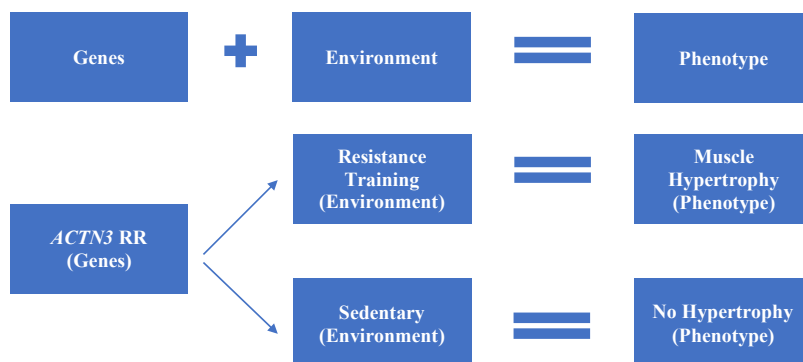 Genes
Environment
Phenotype
Resistance
Training
(Environment)
Muscle
Hypertrophy
(Phenotype)
ACTN3 RR
(Genes)
Sedentary
(Environment)
No Hypertrophy
(Phenotype)